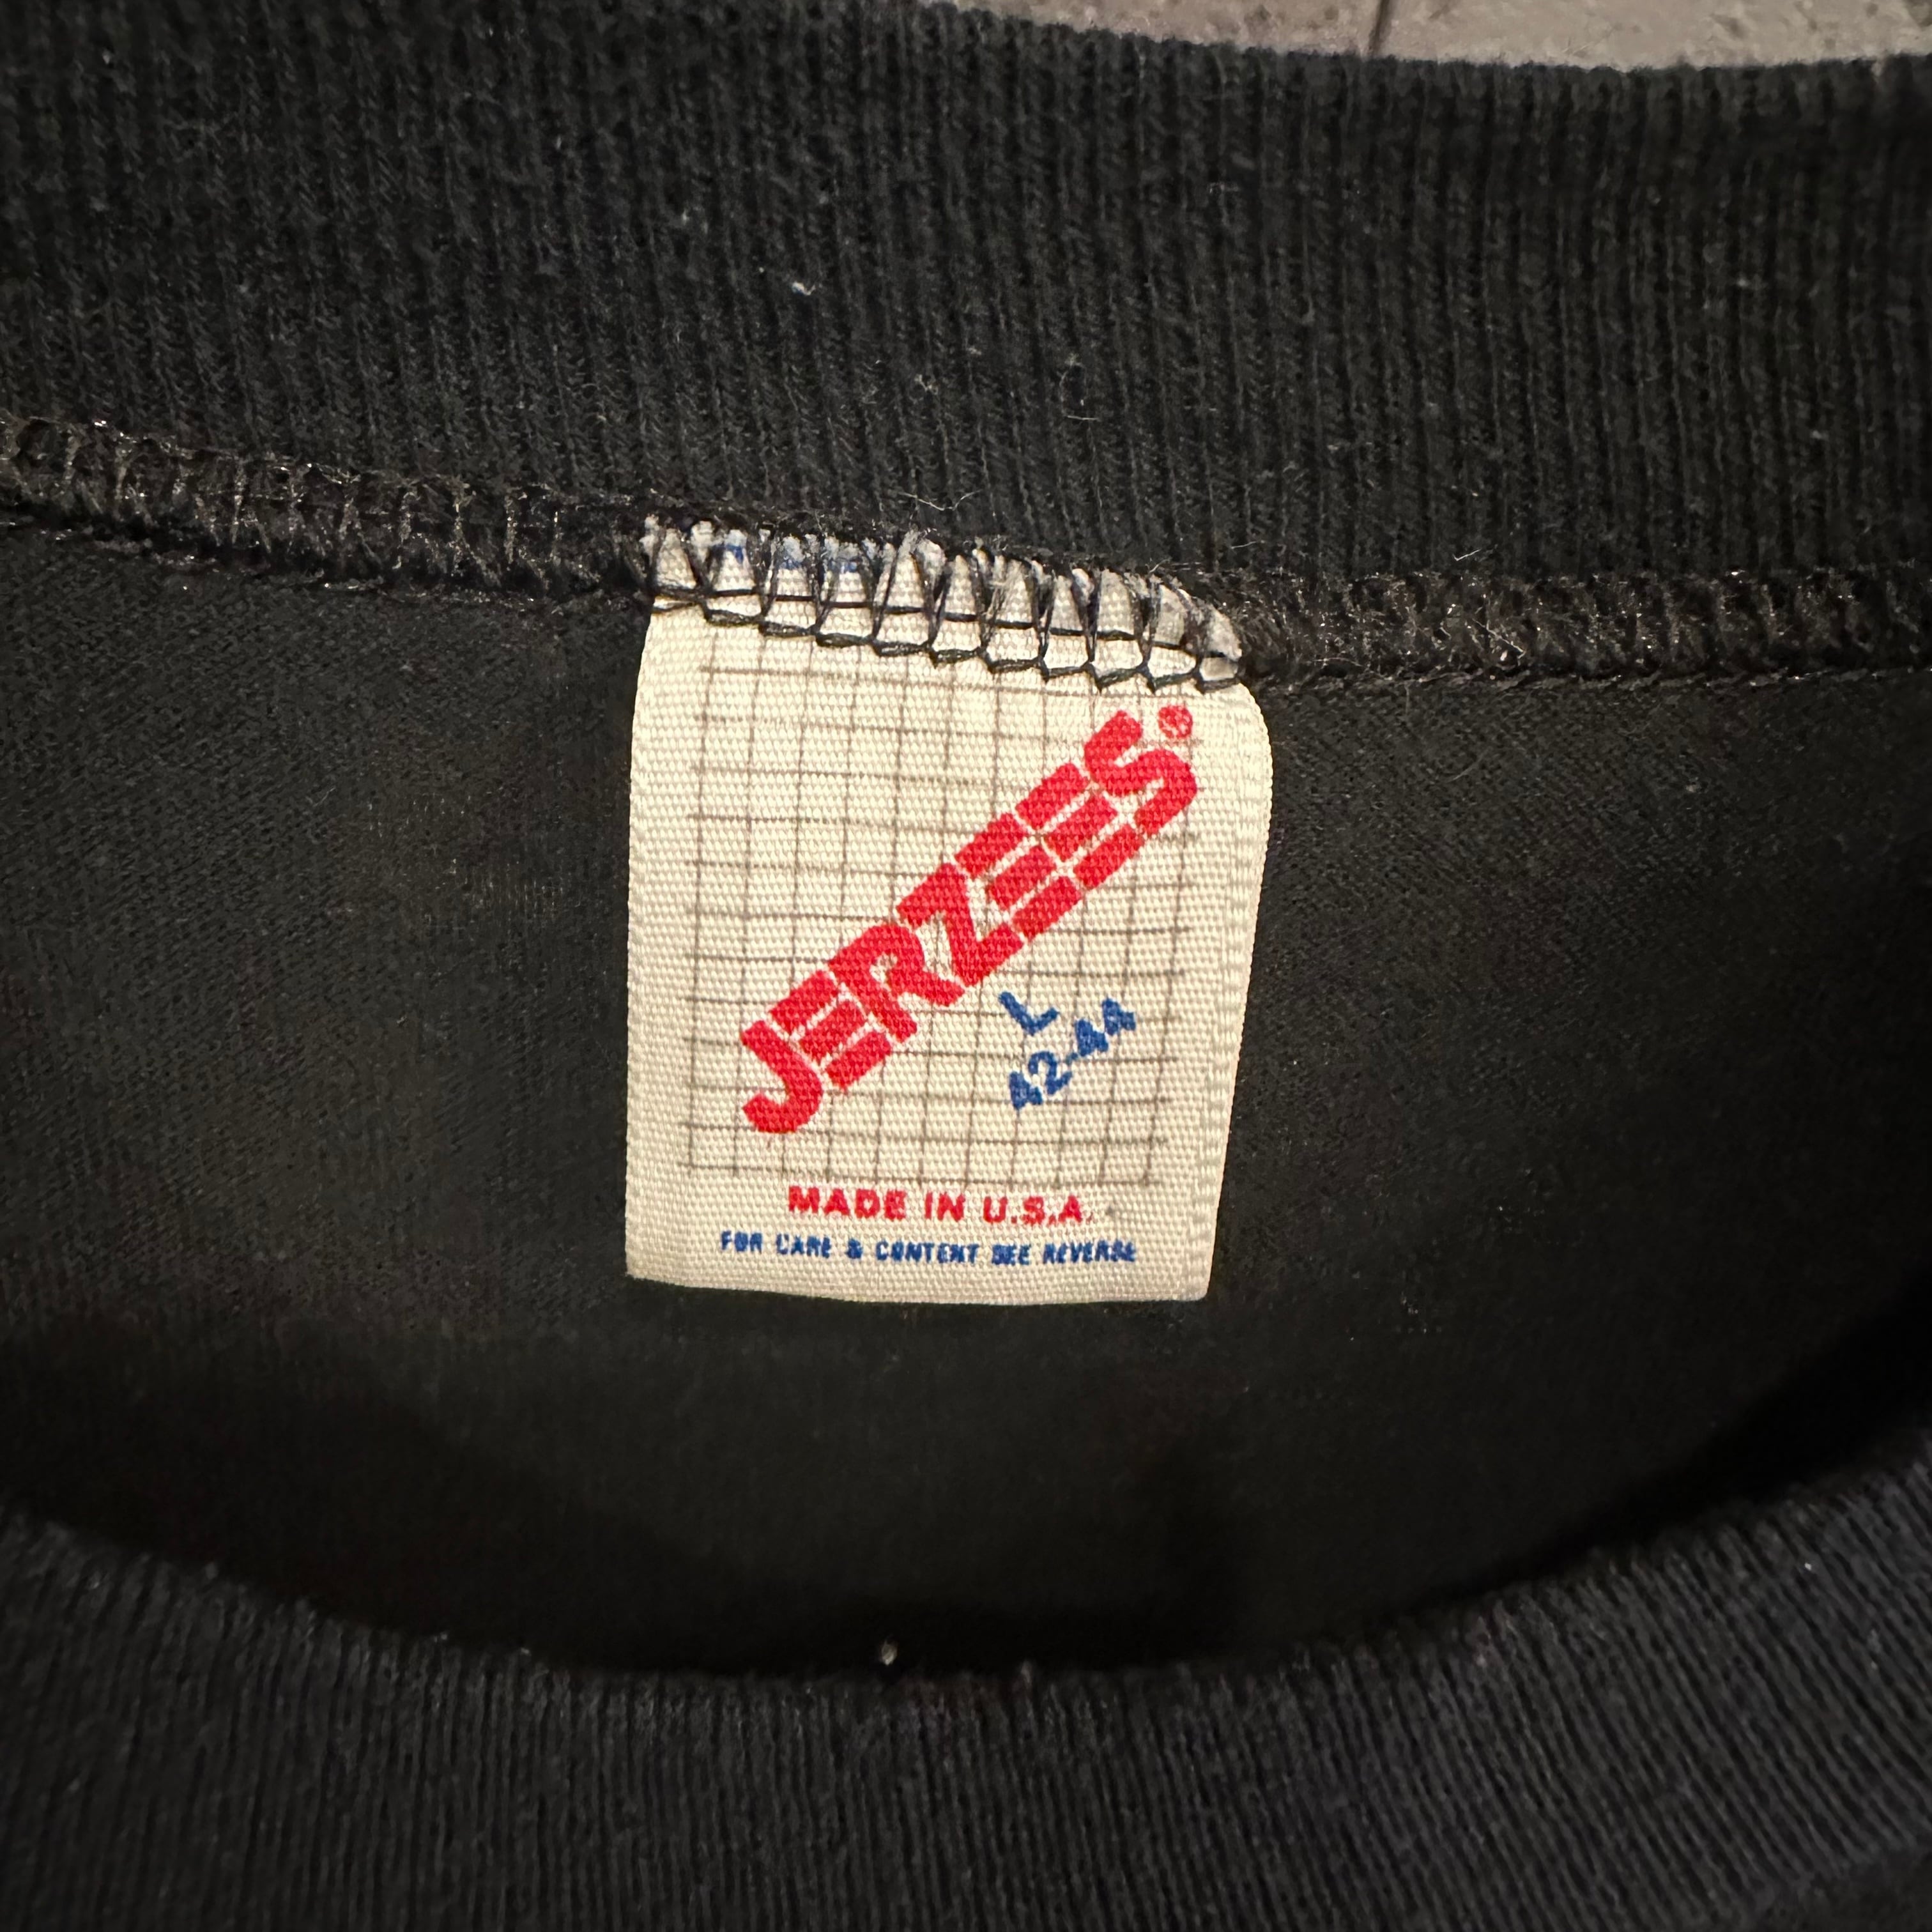 JERZEES®
L
42-44
MADE IN U.S.A.
FOR CARE & CONTENT SEE REVERSE